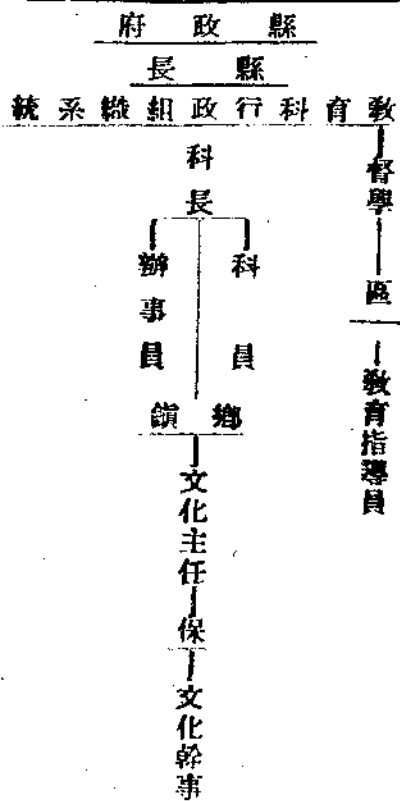 縣政府
縣長
教育科行政組織系統
督學
區
教育指導員
科長
科員
辦事員
鄉鎮
文化主任
保
文化幹事